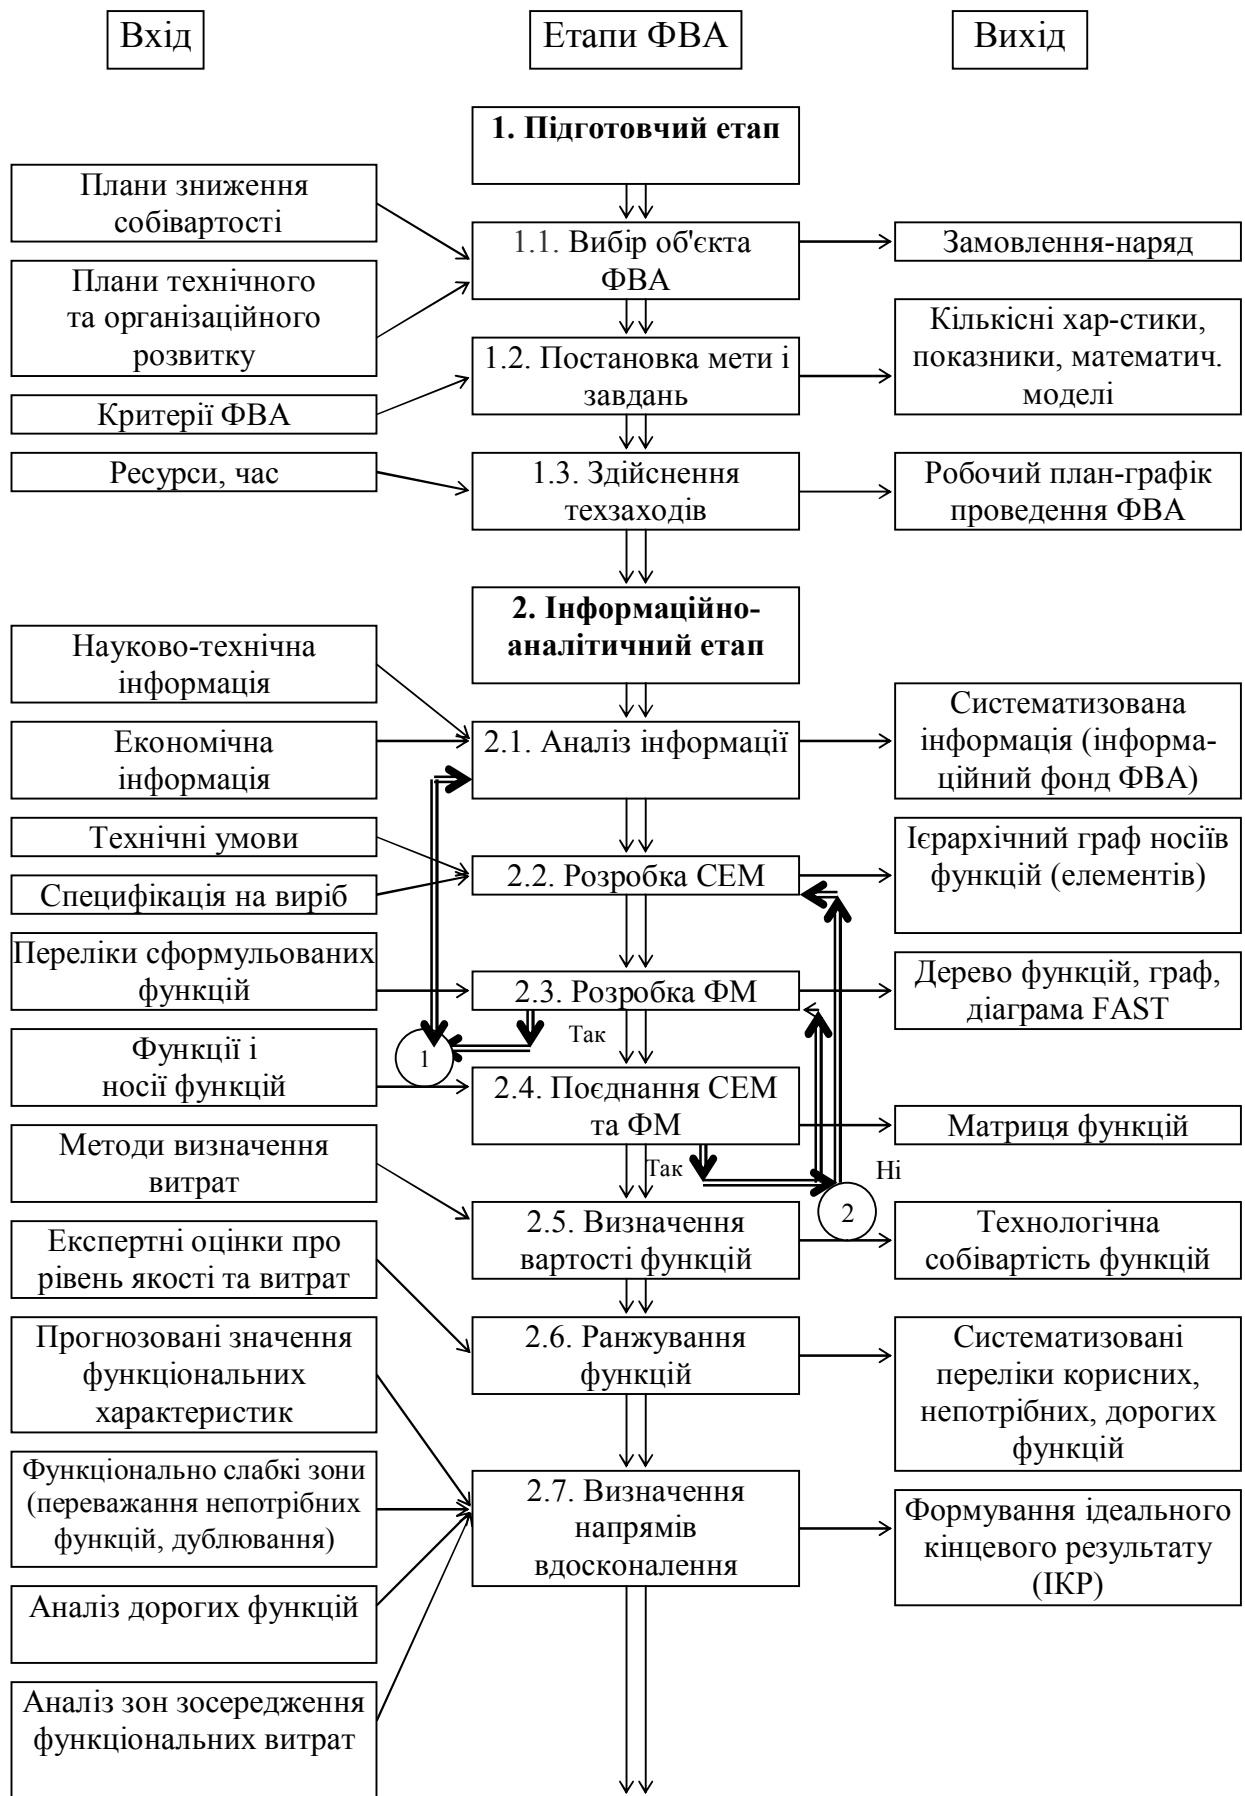 Вхід
Етапи ФВА
Вихід
1. Підготовчий етап
Плани зниження
собівартості
1.1. Вибір об'єкта
ФВА
Замовлення-наряд
Плани технічного
та організаційного
розвитку
1.2. Постановка мети і
завдань
Кількісні хар-стики,
показники, математич.
моделі
Критерії ФВА
Ресурси, час
1.3. Здійснення
техзаходів
Робочий план-графік
проведення ФВА
2. Інформаційно-
аналітичний етап
Науково-технічна
інформація
Економічна
інформація
2.1. Аналіз інформації
Систематизована
інформація (інформа-
ційний фонд ФВА)
Технічні умови
Специфікація на виріб
2.2. Розробка СЕМ
Ієрархічний граф носіїв
функцій (елементів)
Переліки сформульованих
функцій
2.3. Розробка ФМ
Дерево функцій, граф,
діаграма FAST
Так
1
Функції і
носії функцій
2.4. Поєднання СЕМ
та ФМ
Матриця функцій
Так
Ні
2
Методи визначення
витрат
2.5. Визначення
вартості функцій
Технологічна
собівартість функцій
Експертні оцінки про
рівень якості та витрат
2.6. Ранжування
функцій
Систематизовані
переліки корисних,
непотрібних, дорогих
функцій
Прогнозовані значення
функціональних
характеристик
Функціонально слабкі зони
(переважання непотрібних
функцій, дублювання)
2.7. Визначення
напрямів
вдосконалення
Формування ідеального
кінцевого результату
(ІКР)
Аналіз дорогих функцій
Аналіз зон зосередження
функціональних витрат